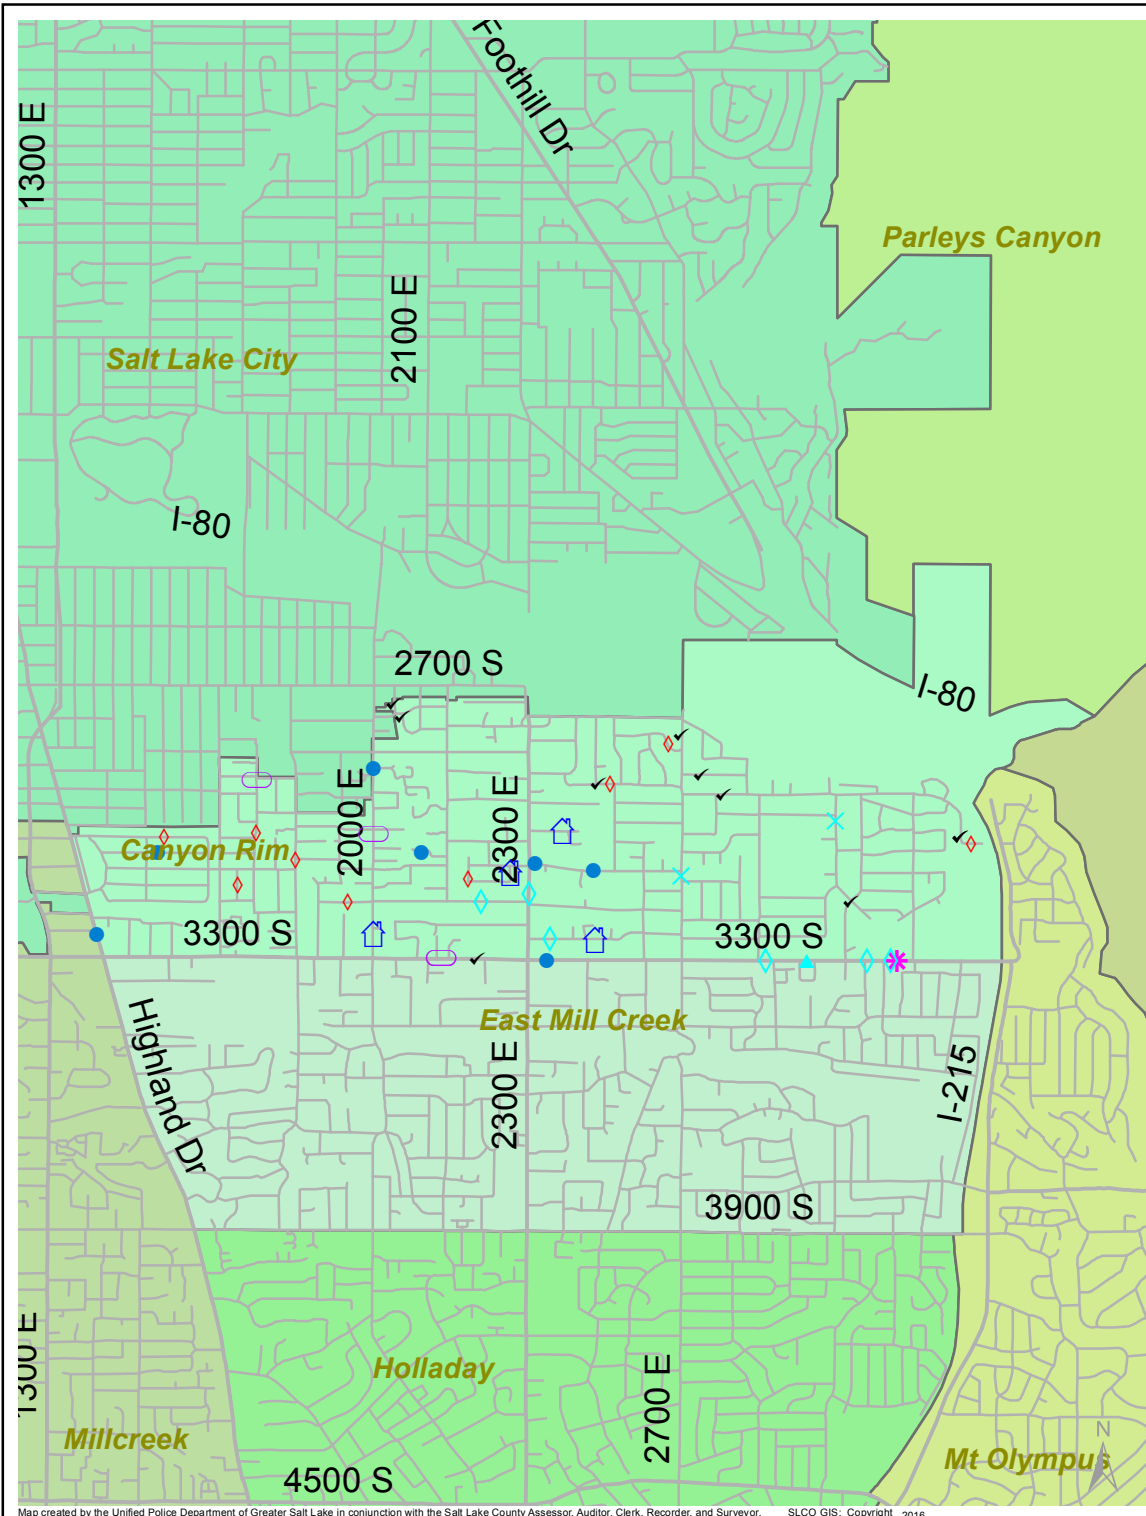 Foothill Dr
1300 E
Parleys Canyon
2100 E
Salt Lake City
I-80
2700 S
I-80
2000 E
2300 E
Canyon Rim
3300 S
3300 S
Highland Dr
East Mill Creek
2300 E
I-215
3900 S
1300 E
Holladay
2700 E
Millcreek
N
Mt Olympus
4500 S
Map created by the Unified Police Department of Greater Salt Lake in conjunction with the Salt Lake County Assessor, Auditor, Clerk, Recorder, and Surveyor. SLCO GIS: Copyright 2016